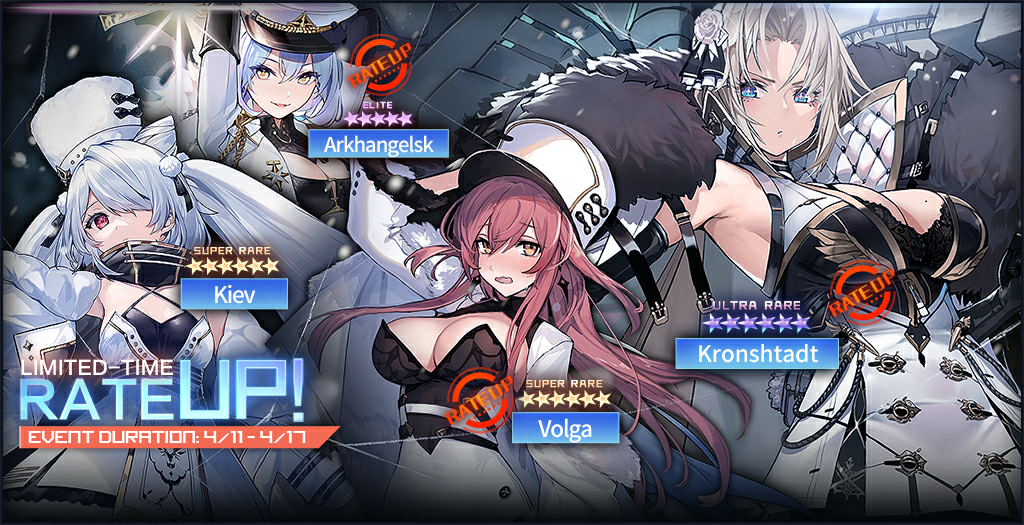 RATE UP
ELITE
Arkhangelsk
SUPER RARE
Kiev
ULTRA RARE
RATE UP
Kronshtadt
RATE UP
SUPER RARE
Volga
LIMITED-TIME
RATE UP!
EVENT DURATION: 4/11 - 4/17